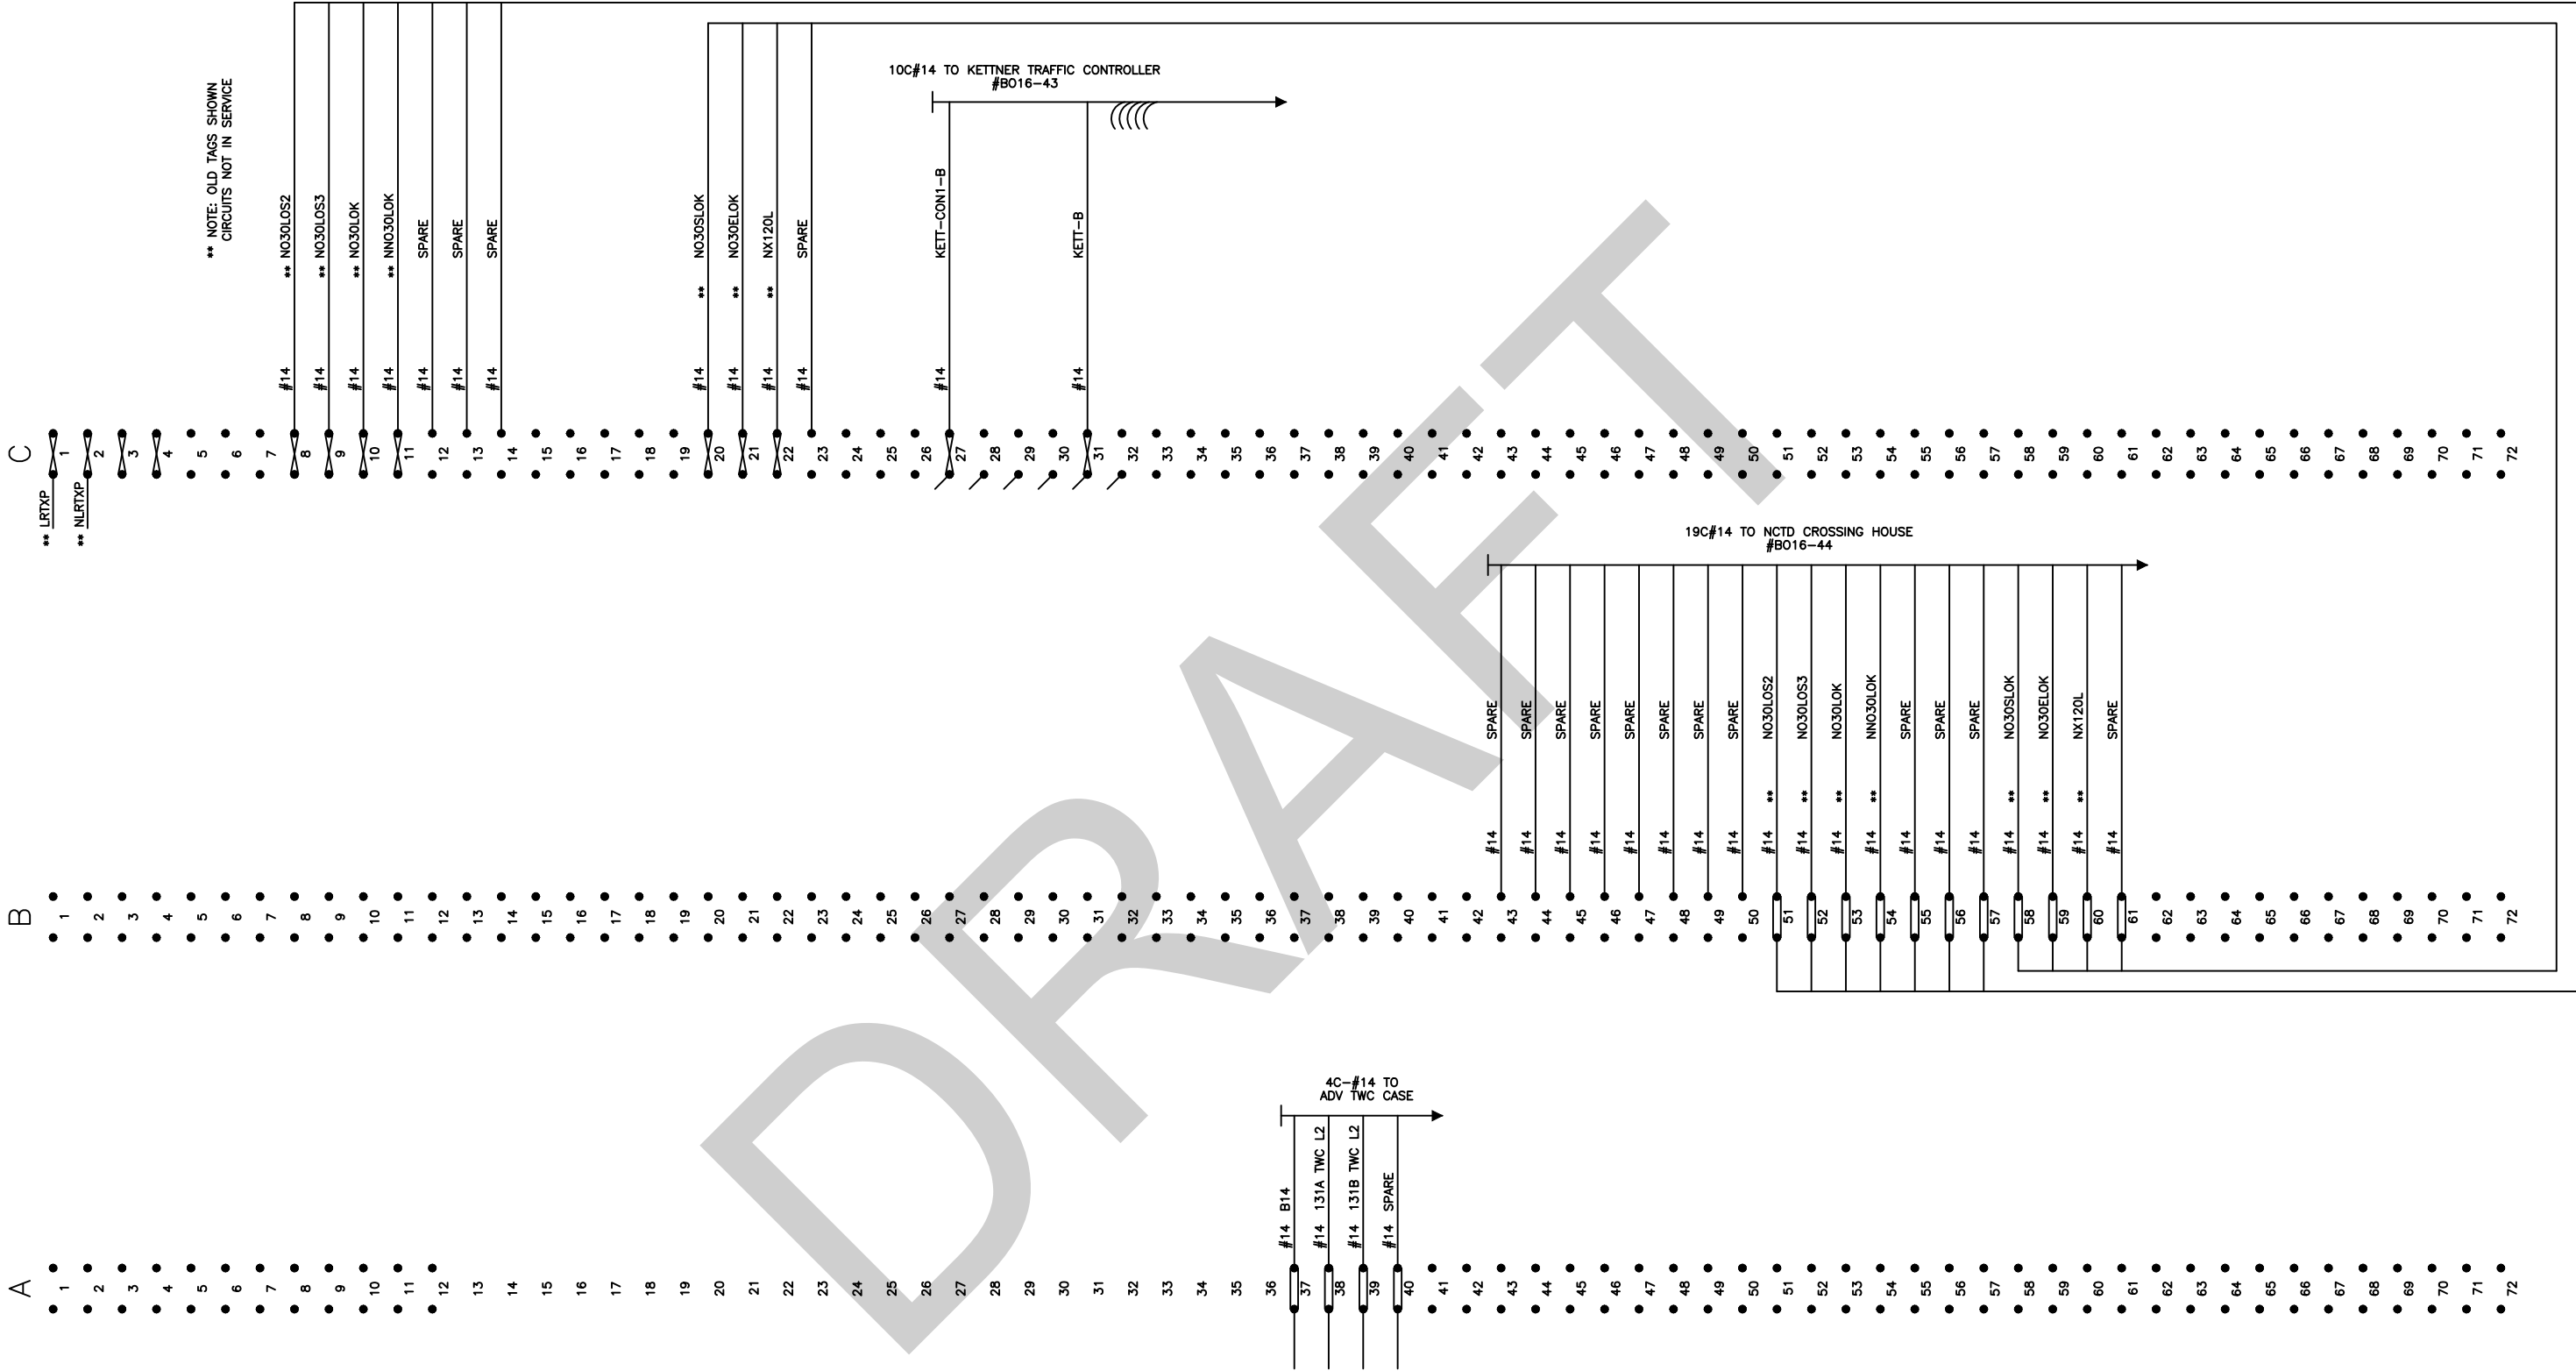 ** NOTE: OLD TAGS SHOWN
CIRCUITS NOT IN SERVICE
10C#14 TO KETTNER TRAFFIC CONTROLLER
#B016-43
C
** LRTXP
** NLRTXP
#14 ** NO30LOS2
#14 ** NO30LOS3
#14 ** NO30LOK
#14 ** NNO30LOK
#14 SPARE
#14 SPARE
#14 SPARE
#14 ** NO30SLOK
#14 ** NO30ELOK
#14 ** NX120L
#14 SPARE
#14 KETT-CON1-B
#14 KETT-B
1 2 3 4 5 6 7 8 9 10 11 12 13 14 15 16 17 18 19 20 21 22 23 24 25 26 27 28 29 30 31 32 33 34 35 36 37 38 39 40 41 42 43 44 45 46 47 48 49 50 51 52 53 54 55 56 57 58 59 60 61 62 63 64 65 66 67 68 69 70 71 72
19C#14 TO NCTD CROSSING HOUSE
#B016-44
B
#14 SPARE
#14 SPARE
#14 SPARE
#14 SPARE
#14 SPARE
#14 SPARE
#14 SPARE
#14 SPARE
#14 ** NO30LOS2
#14 ** NO30LOS3
#14 ** NO30LOK
#14 ** NNO30LOK
#14 SPARE
#14 SPARE
#14 SPARE
#14 ** NO30SLOK
#14 ** NO30ELOK
#14 ** NX120L
#14 SPARE
1 2 3 4 5 6 7 8 9 10 11 12 13 14 15 16 17 18 19 20 21 22 23 24 25 26 27 28 29 30 31 32 33 34 35 36 37 38 39 40 41 42 43 44 45 46 47 48 49 50 51 52 53 54 55 56 57 58 59 60 61 62 63 64 65 66 67 68 69 70 71 72
4C-#14 TO
ADV TWC CASE
A
#14 B14
#14 131A TWC L2
#14 131B TWC L2
#14 SPARE
1 2 3 4 5 6 7 8 9 10 11 12 13 14 15 16 17 18 19 20 21 22 23 24 25 26 27 28 29 30 31 32 33 34 35 36 37 38 39 40 41 42 43 44 45 46 47 48 49 50 51 52 53 54 55 56 57 58 59 60 61 62 63 64 65 66 67 68 69 70 71 72
DRAFT